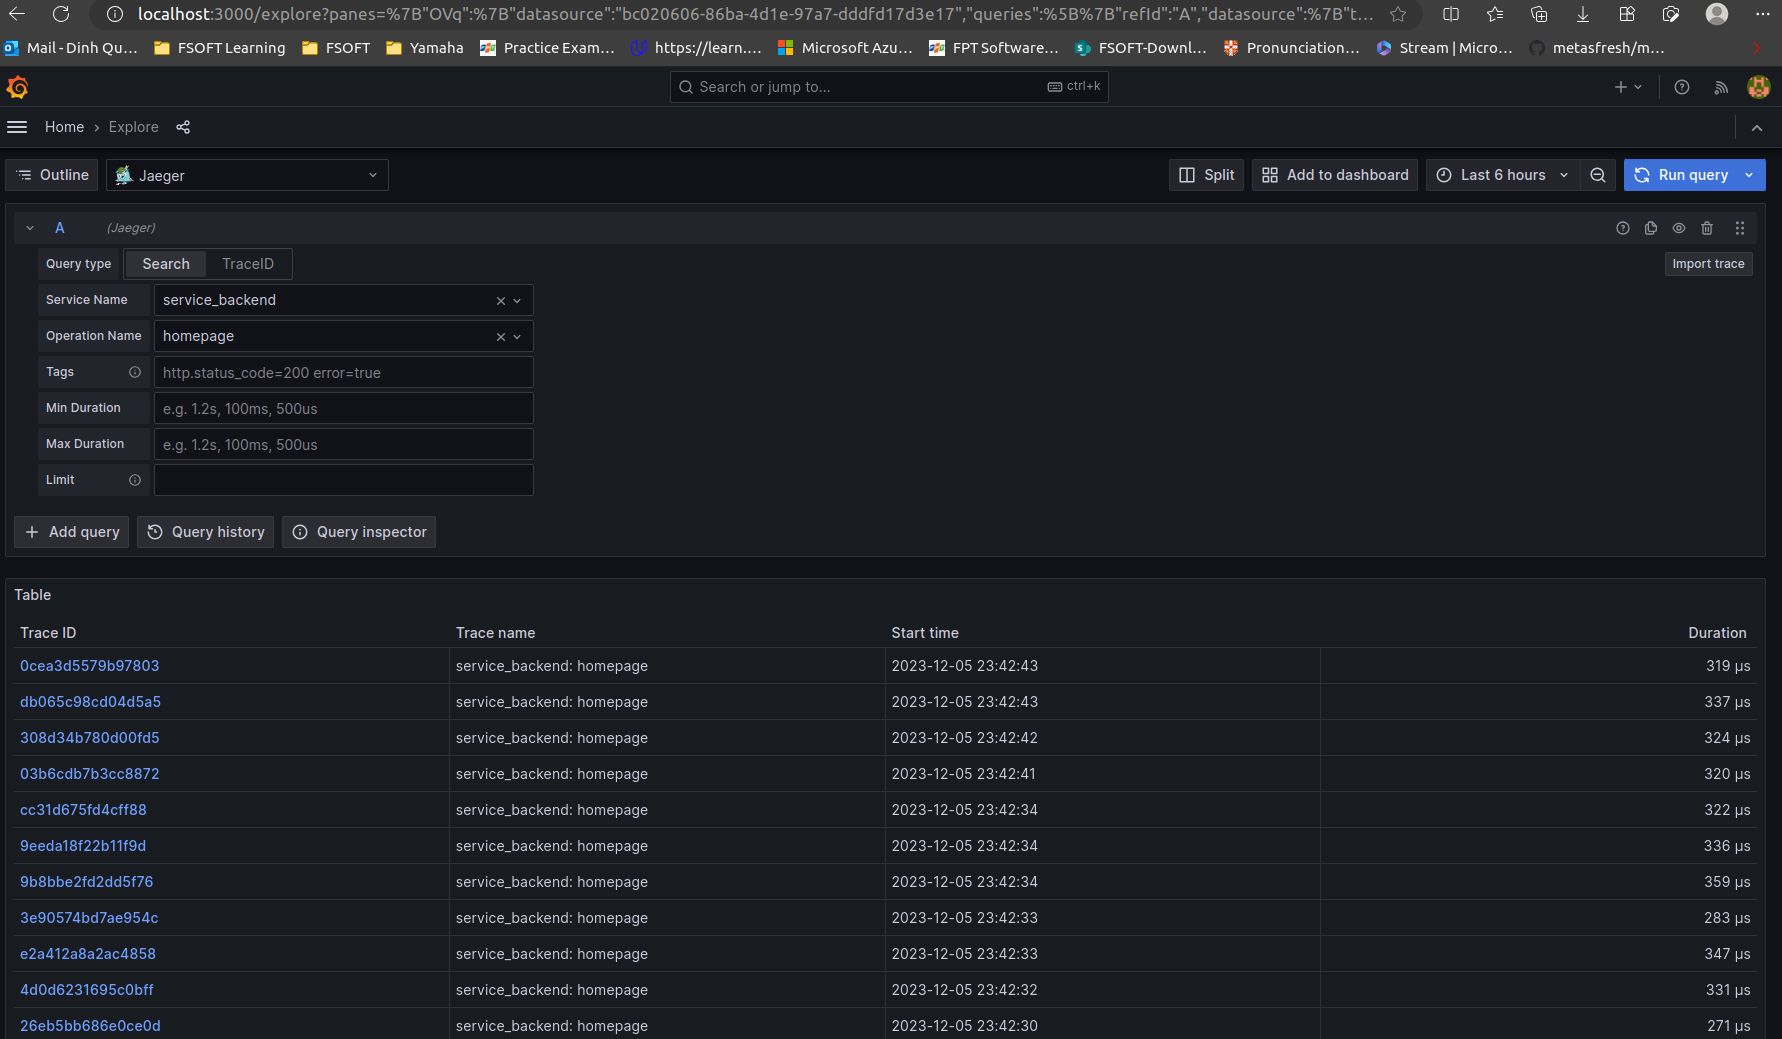 localhost:3000/explore?panes=%7B"OVq":%7B"datasource":"bc020606-86ba-4d1e-97a7-dddfd17d3e17","queries":%5B%7B"refId":"A","datasource":%7B"t...
Mail - Dinh Qu... FSOFT Learning FSOFT Yamaha Practice Exam... https://learn.... Microsoft Azu... FPT Software... FSOFT-Downl... Pronunciation... Stream | Micro... metasfresh/m...
Search or jump to... ctrl+k
Home › Explore
Outline Jaeger Split Add to dashboard Last 6 hours Run query
A (Jaeger)
Query type Search TraceID Import trace
Service Name service_backend
Operation Name homepage
Tags http.status_code=200 error=true
Min Duration e.g. 1.2s, 100ms, 500us
Max Duration e.g. 1.2s, 100ms, 500us
Limit
+ Add query Query history Query inspector
Table
Trace ID Trace name Start time Duration
0cea3d5579b97803 service_backend: homepage 2023-12-05 23:42:43 319 µs
db065c98cd04d5a5 service_backend: homepage 2023-12-05 23:42:43 337 µs
308d34b780d00fd5 service_backend: homepage 2023-12-05 23:42:42 324 µs
03b6cdb7b3cc8872 service_backend: homepage 2023-12-05 23:42:41 320 µs
cc31d675fd4cff88 service_backend: homepage 2023-12-05 23:42:34 322 µs
9eeda18f22b11f9d service_backend: homepage 2023-12-05 23:42:34 336 µs
9b8bbe2fd2dd5f76 service_backend: homepage 2023-12-05 23:42:34 359 µs
3e90574bd7ae954c service_backend: homepage 2023-12-05 23:42:33 283 µs
e2a412a8a2ac4858 service_backend: homepage 2023-12-05 23:42:33 347 µs
4d0d6231695c0bff service_backend: homepage 2023-12-05 23:42:32 331 µs
26eb5bb686e0ce0d service_backend: homepage 2023-12-05 23:42:30 271 µs